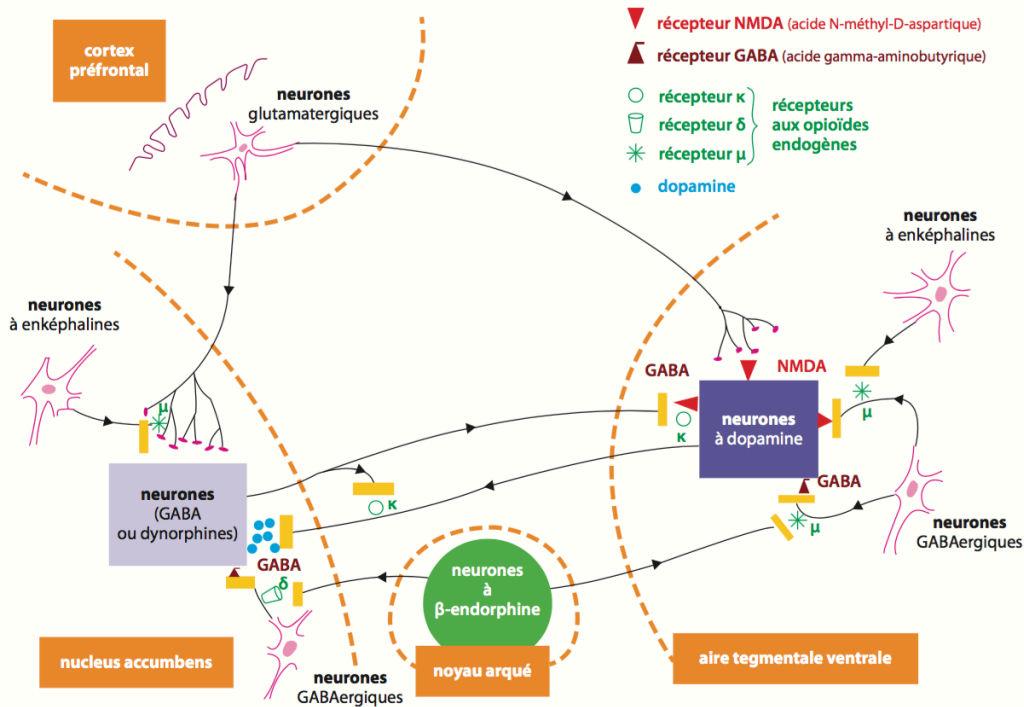 cortex
préfrontal
neurones
glutamatergiques
récepteur NMDA (acide N-méthyl-D-aspartique)
récepteur GABA (acide gamma-aminobutyrique)
récepteur κ
récepteur δ
récepteur μ
récepteurs
aux opioïdes
endogènes
dopamine
neurones
à enképhalines
neurones
à enképhalines
GABA
NMDA
κ
neurones
à dopamine
μ
μ
neurones
(GABA
ou dynorphines)
κ
GABA
δ
GABA
μ
neurones
GABAergiques
neurones
à
β-endorphine
nucleus accumbens
neurones
GABAergiques
noyau arqué
aire tegmentale ventrale